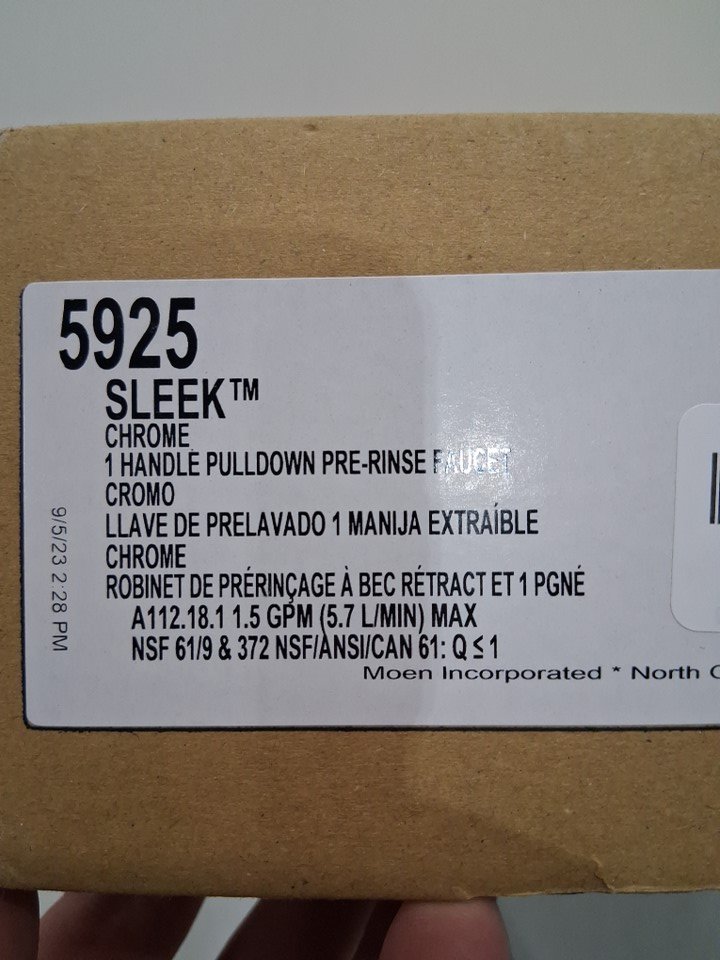 5925
SLEEK™
CHROME
1 HANDLE PULLDOWN PRE-RINSE FAUCET
CROMO
LLAVE DE PRELAVADO 1 MANIJA EXTRAÍBLE
CHROME
ROBINET DE PRÉRINÇAGE À BEC RÉTRACT ET 1 PGNÉ
A112.18.1 1.5 GPM (5.7 L/MIN) MAX
NSF 61/9 & 372 NSF/ANSI/CAN 61: Q ≤ 1
Moen Incorporated * North
9/5/23 2:28 PM